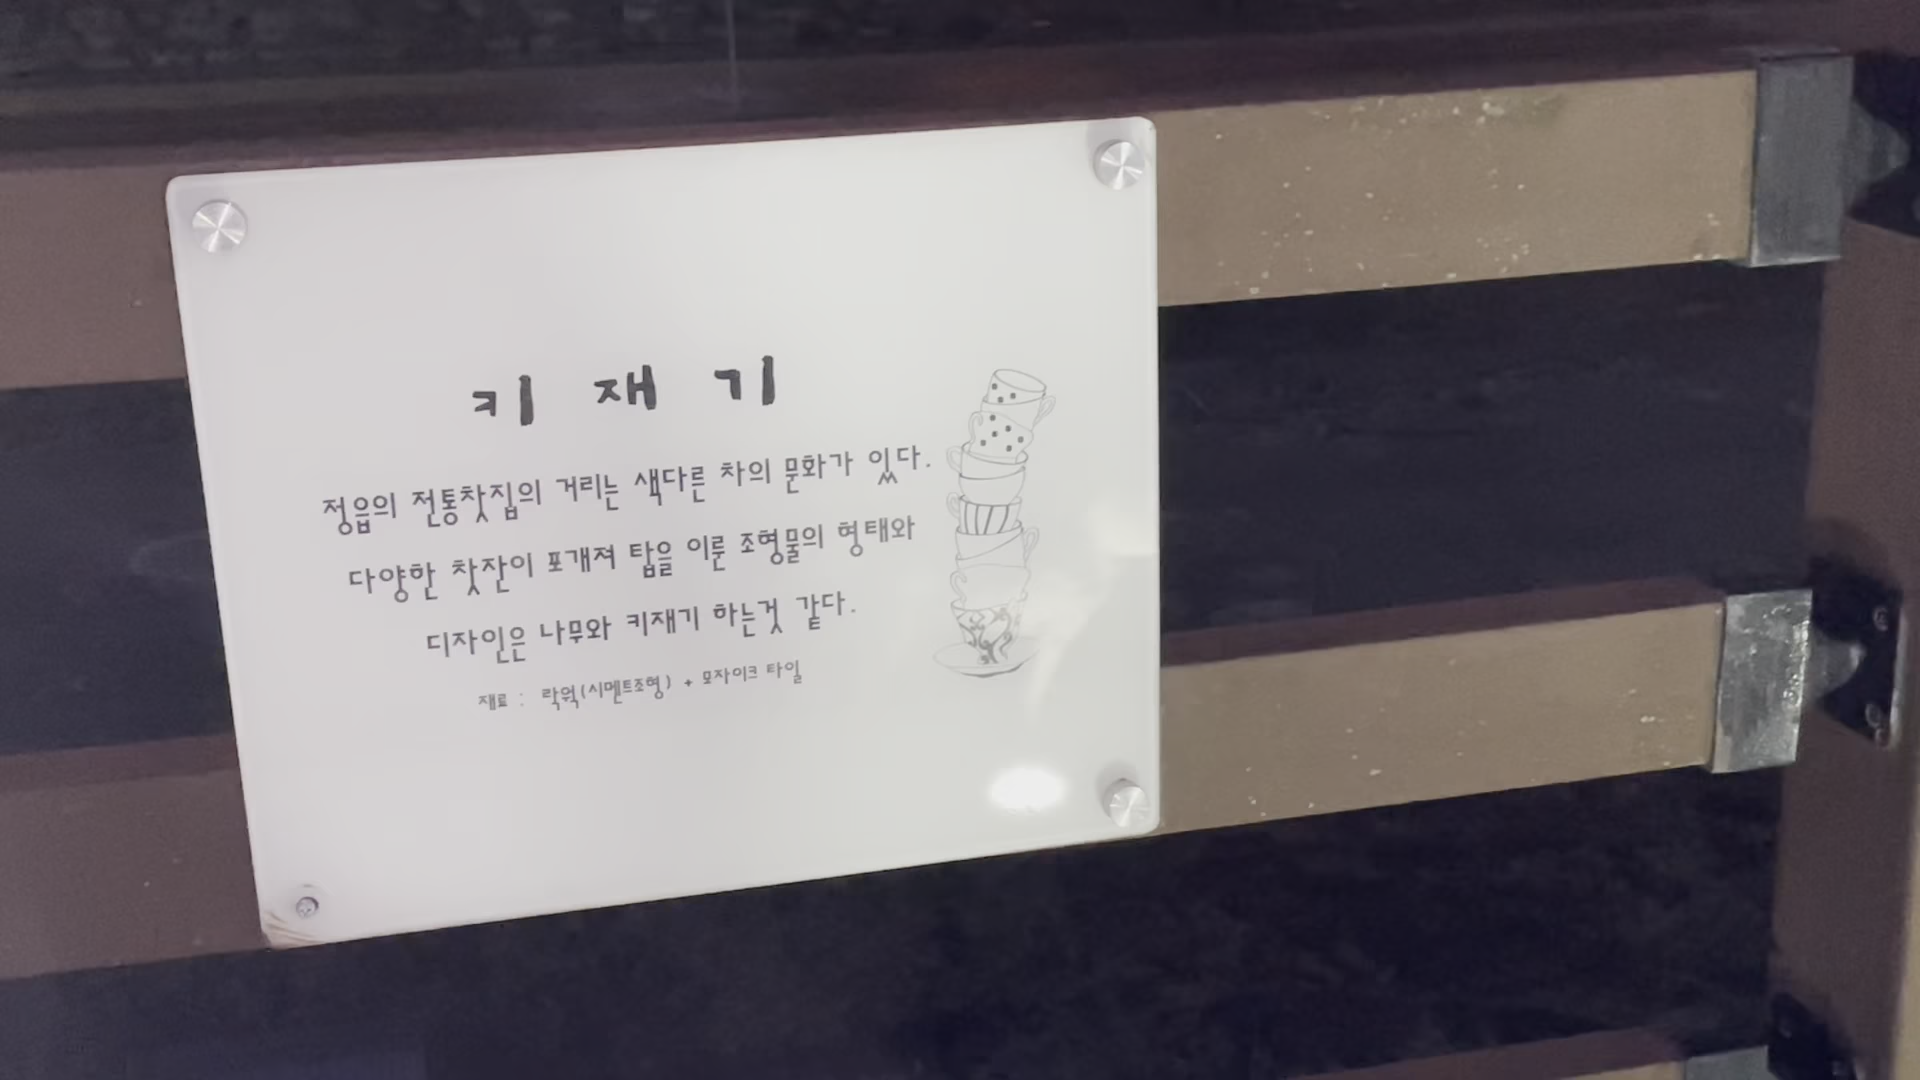 키 재 기
정읍의 전통찻집의 거리는 색다른 차의 문화가 있다.
다양한 찻잔이 포개져 탑을 이룬 조형물의 형태와
디자인은 나무와 키재기 하는것 같다.
재료 : 락웍(시멘트조형) + 모자이크 타일